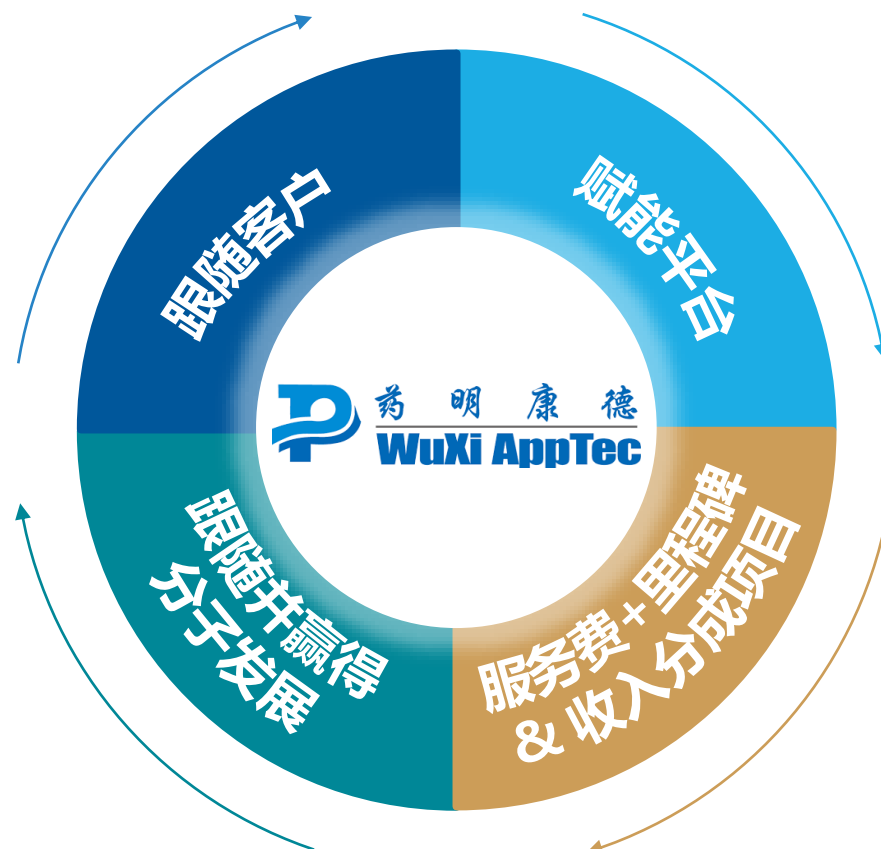 跟随客户
赋能平台
药明康德
WuXi AppTec
跟随并赢得
分子发展
服务费+里程碑
& 收入分成项目